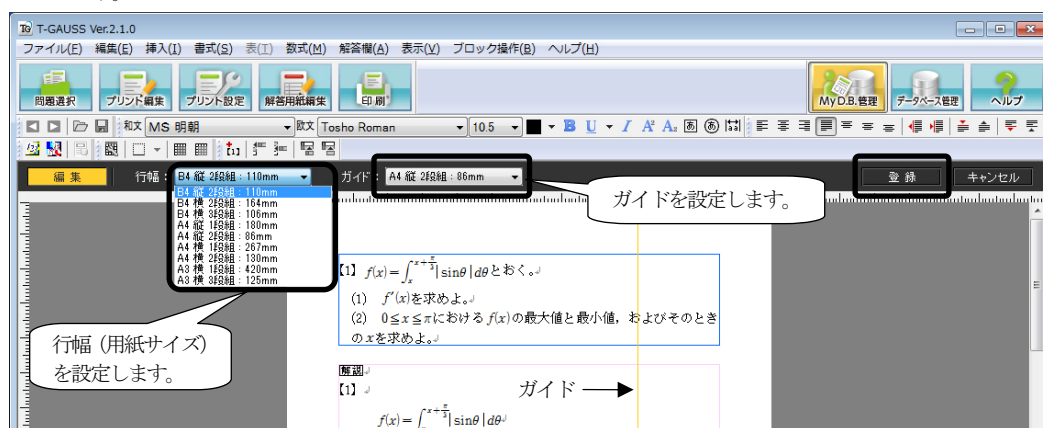 T-GAUSS Ver.2.1.0
ファイル(F) 編集(E) 挿入(I) 書式(S) 表(T) 数式(M) 解答欄(A) 表示(V) ブロック操作(B) ヘルプ(H)
問題選択 プリント編集 プリント設定 解答用紙編集 印刷 My D.B.管理 データベース管理 ヘルプ
和文 MS 明朝 欧文 Tosho Roman 10.5 B U I
編集 行幅: B4 縦 2段組:110mm ガイド: A4 縦 2段組:86mm 登録 キャンセル
B4 縦 2段組:110mm
B4 横 2段組:164mm
B4 横 3段組:106mm
A4 縦 1段組:180mm
A4 縦 2段組:86mm
A4 横 1段組:267mm
A4 横 2段組:130mm
A3 横 1段組:420mm
A3 横 3段組:125mm
ガイドを設定します。
【1】 f(x)=∫_x^{x+π/3}|sinθ|dθとおく。
(1) f′(x)を求めよ。
(2) 0≦x≦πにおける f(x)の最大値と最小値，およびそのとき
のxを求めよ。
行幅（用紙サイズ）
を設定します。
解認
【1】
ガイド
f(x)=∫_x^{x+π/3}|sinθ|dθ